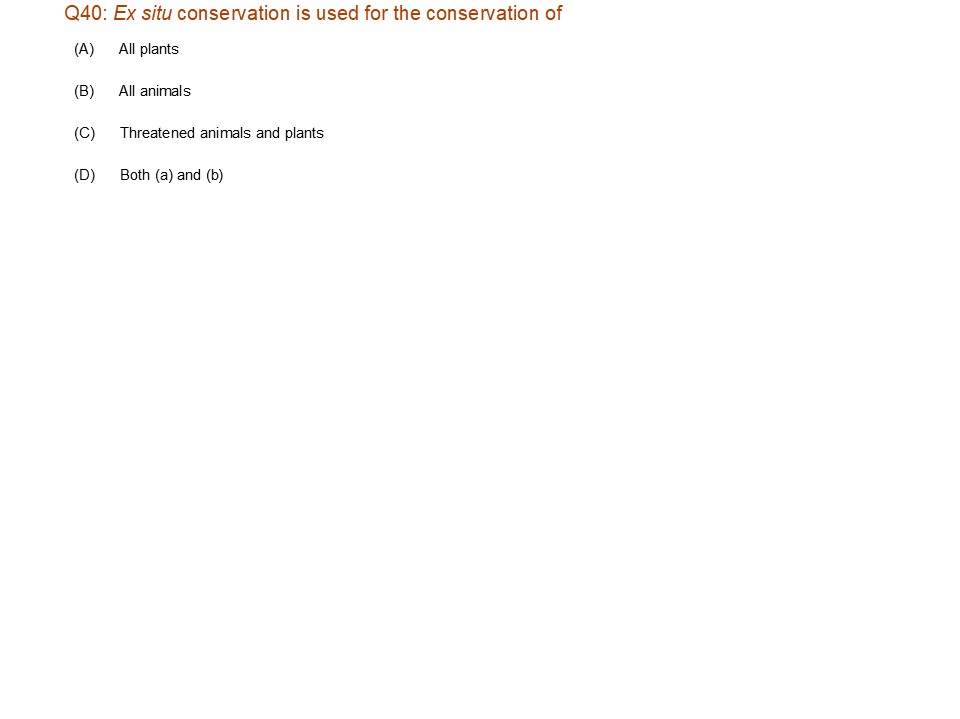 Q40: Ex situ conservation is used for the conservation of
(A) All plants
(B) All animals
(C) Threatened animals and plants
(D) Both (a) and (b)